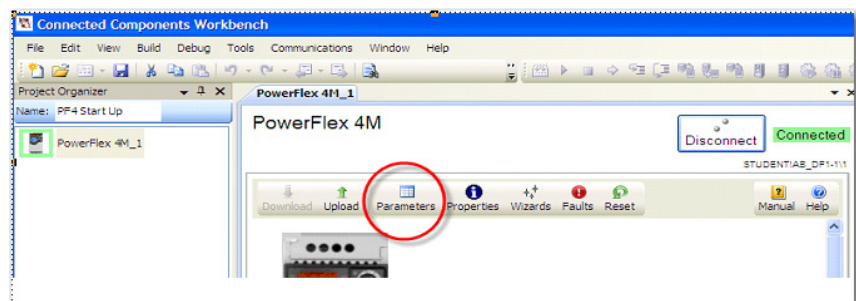 Connected Components Workbench
File Edit View Build Debug Tools Communications Window Help
Project Organizer
PowerFlex 4M_1
Name: PF4 Start Up
PowerFlex 4M_1
PowerFlex 4M
Disconnect
Connected
STUDENT!AB_DF1-1\1
Download Upload Parameters Properties Wizards Faults Reset Manual Help